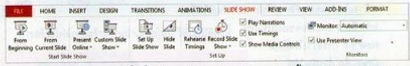 FILE HOME INSERT DESIGN TRANSITIONS ANIMATIONS SLIDE SHOW REVIEW VIEW ADD-INS FORMAT
From Beginning From Current Slide Present Online Custom Slide Show Set Up Slide Show Hide Slide Rehearse Timings Record Slide Show Play Narrations Use Timings Show Media Controls Monitor: Automatic Use Presenter View
Start Slide Show Set Up Monitors